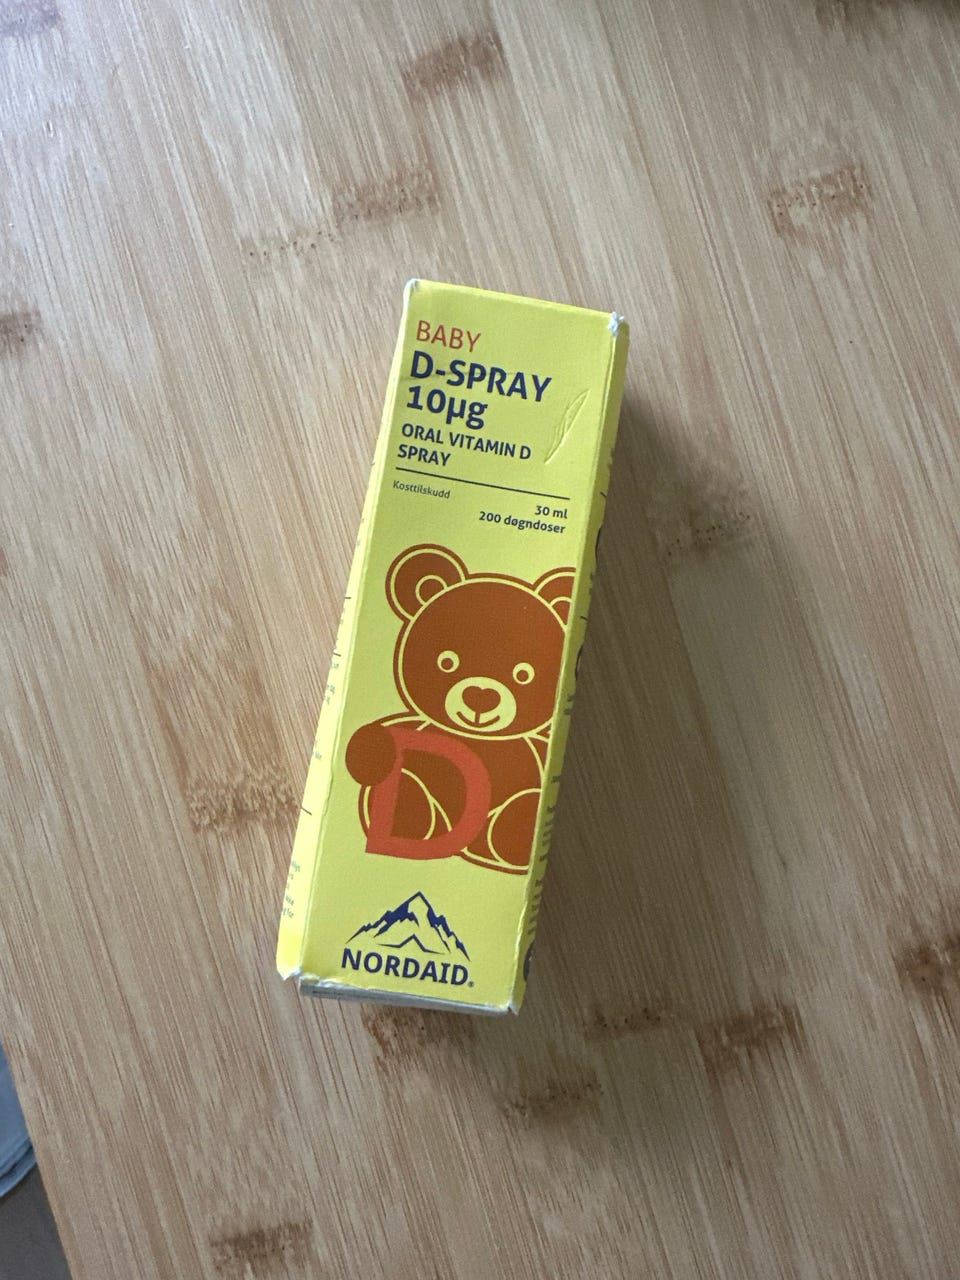 BABY
D-SPRAY
10µg
ORAL VITAMIN D
SPRAY
Kosttilskudd
30 ml
200 døgndoser
D
NORDAID®